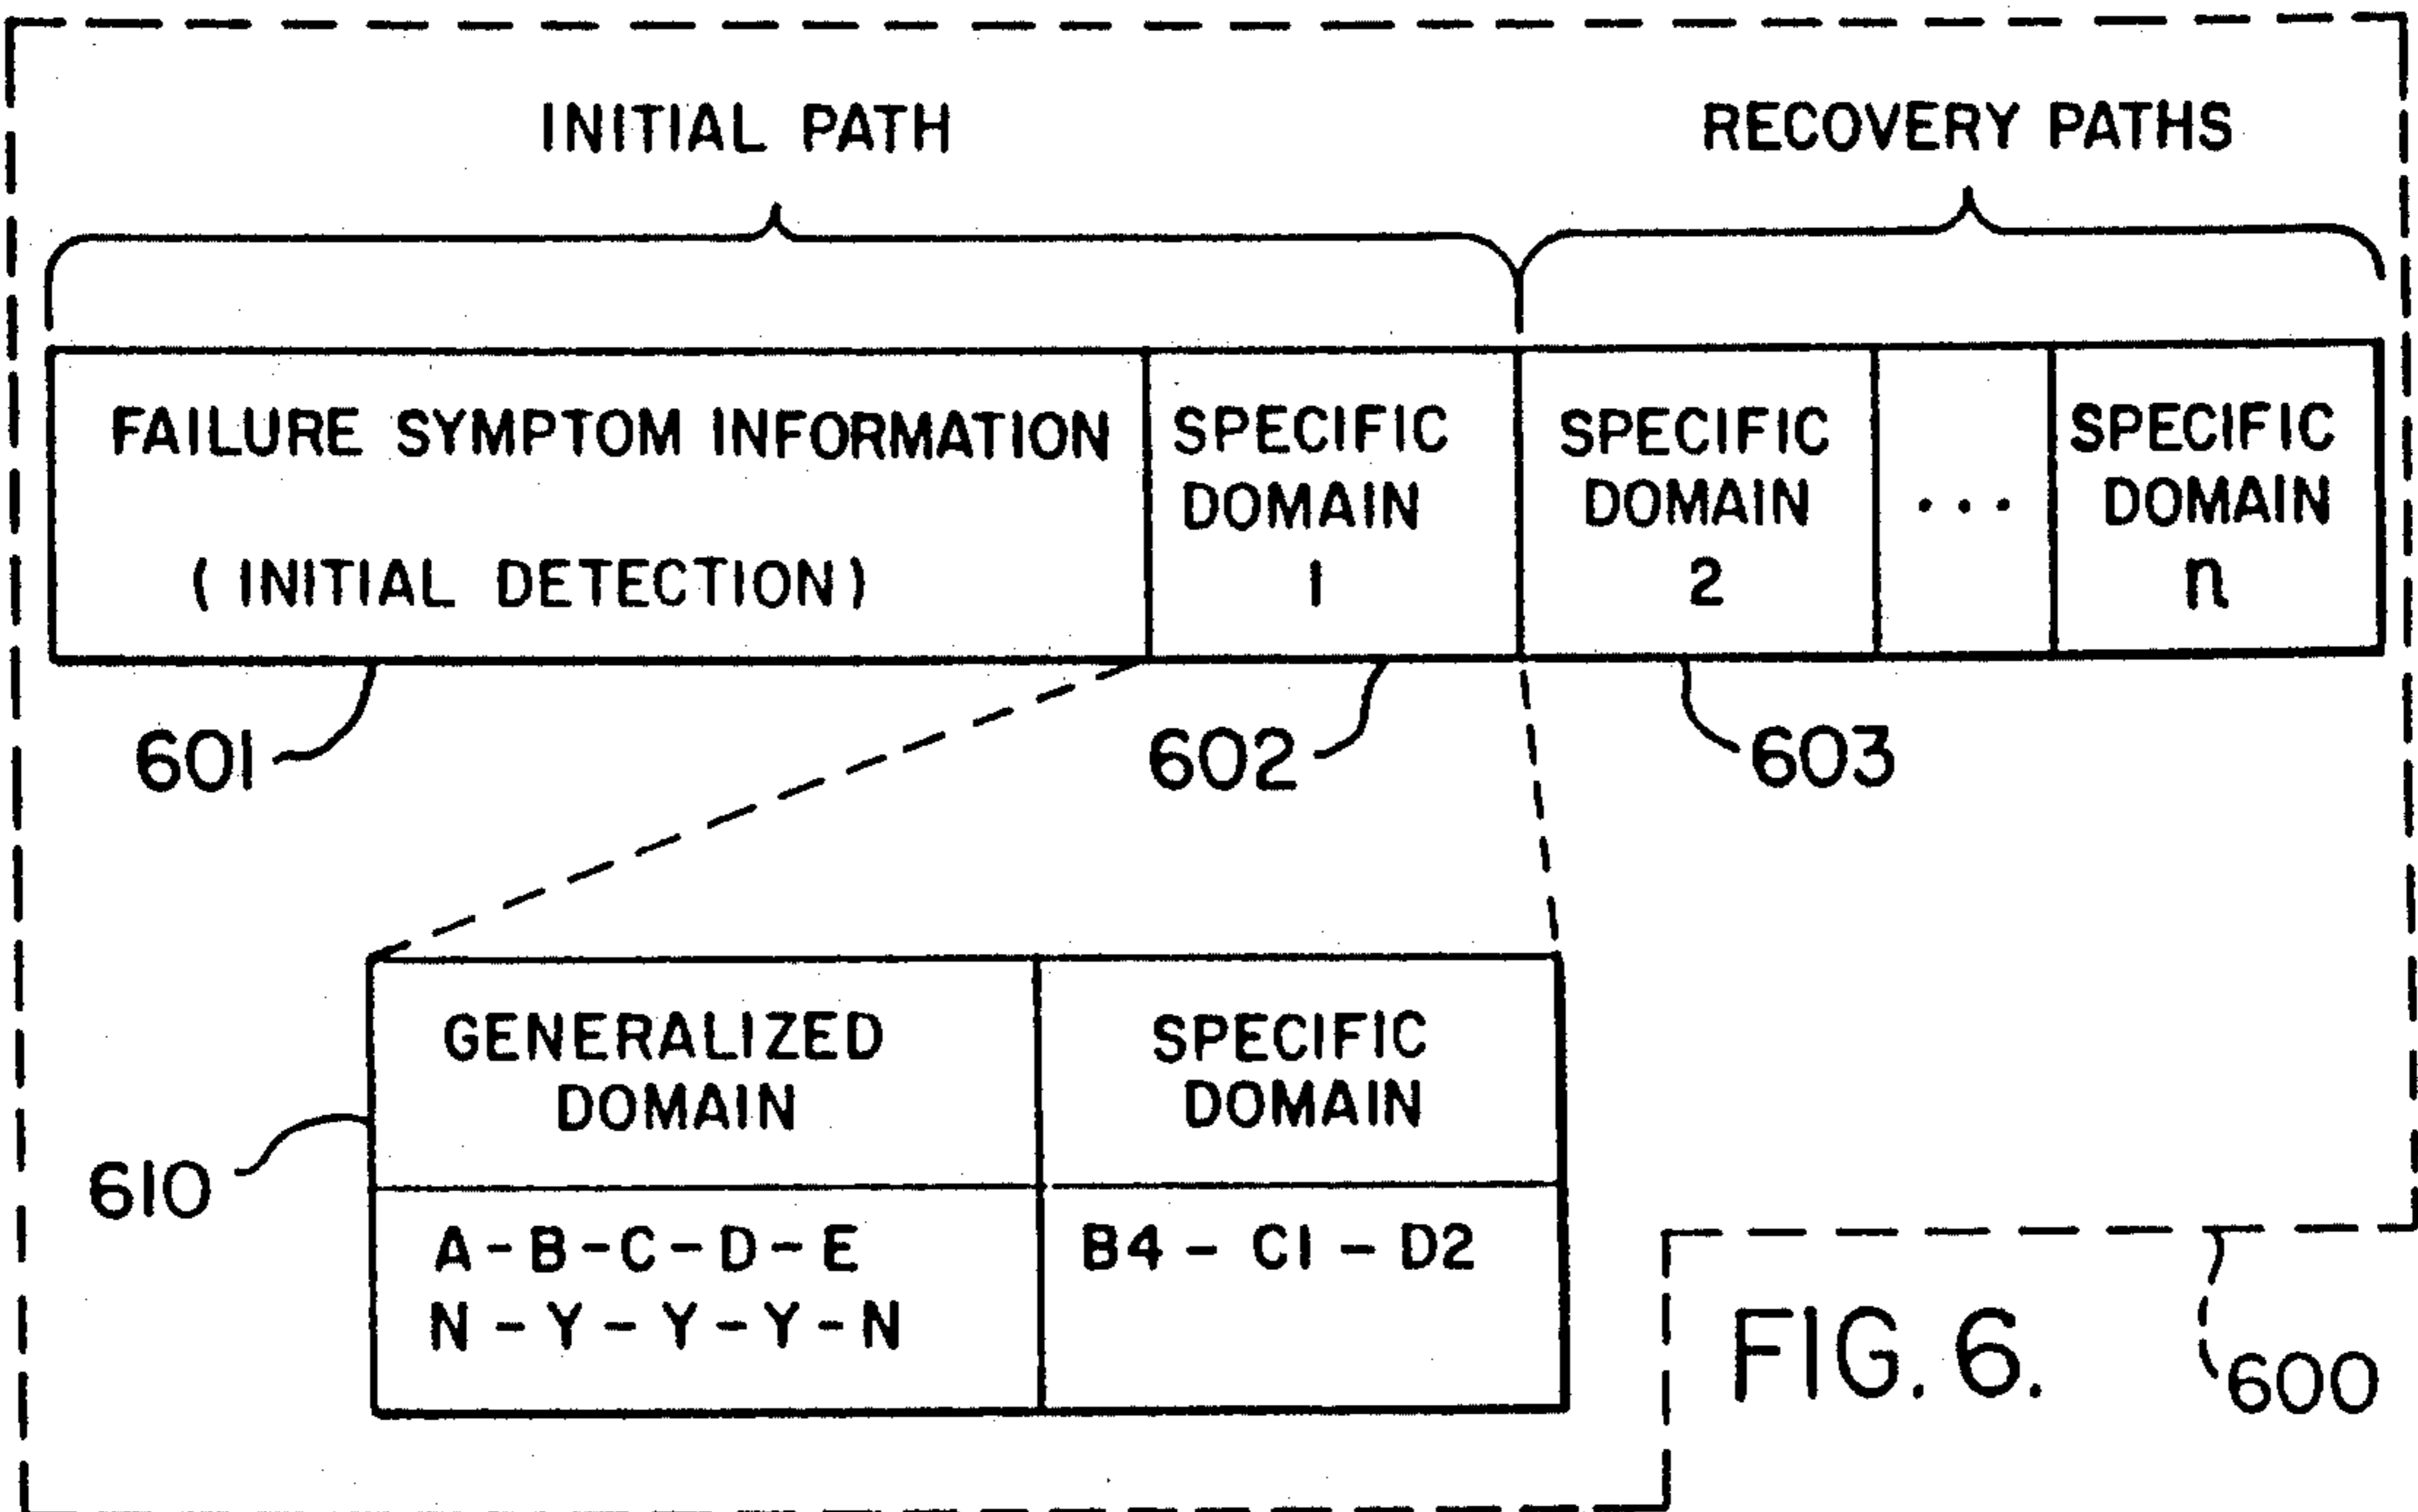 INITIAL PATH
RECOVERY PATHS
FAILURE SYMPTOM INFORMATION
(INITIAL DETECTION)
SPECIFIC
DOMAIN
1
SPECIFIC
DOMAIN
2
...
SPECIFIC
DOMAIN
n
601
602
603
GENERALIZED
DOMAIN
SPECIFIC
DOMAIN
610
A-B-C-D-E
N-Y-Y-Y-N
B4 - C1 - D2
FIG. 6.
600